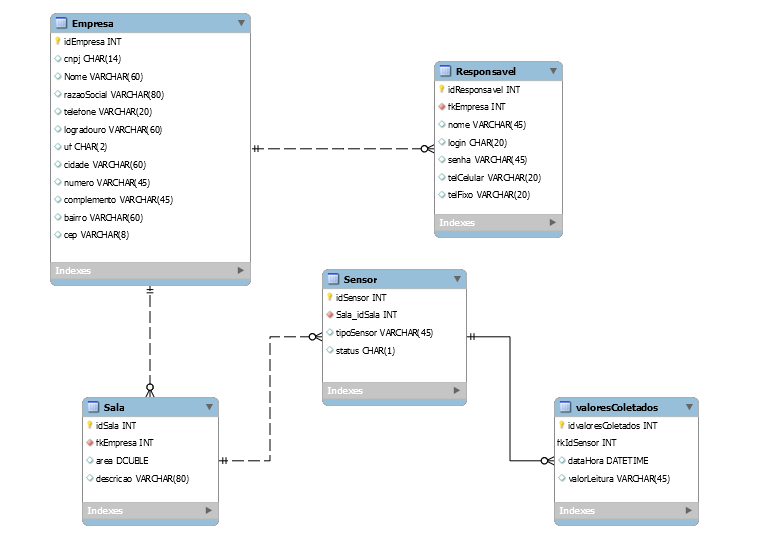 Empresa
idEmpresa INT
cnpj CHAR(14)
Nome VARCHAR(60)
razaoSocial VARCHAR(80)
telefone VARCHAR(20)
logradouro VARCHAR(60)
uf CHAR(2)
cidade VARCHAR(60)
numero VARCHAR(45)
complemento VARCHAR(45)
bairro VARCHAR(60)
cep VARCHAR(8)
Indexes
Responsavel
idResponsavel INT
fkEmpresa INT
nome VARCHAR(45)
login CHAR(20)
senha VARCHAR(45)
telCelular VARCHAR(20)
telFixo VARCHAR(20)
Indexes
Sensor
idSensor INT
Sala_idSala INT
tipoSensor VARCHAR(45)
status CHAR(1)
Indexes
Sala
idSala INT
fkEmpresa INT
area DOUBLE
descricao VARCHAR(80)
Indexes
valoresColetados
idvaloresColetados INT
fkIdSensor INT
dataHora DATETIME
valorLeitura VARCHAR(45)
Indexes